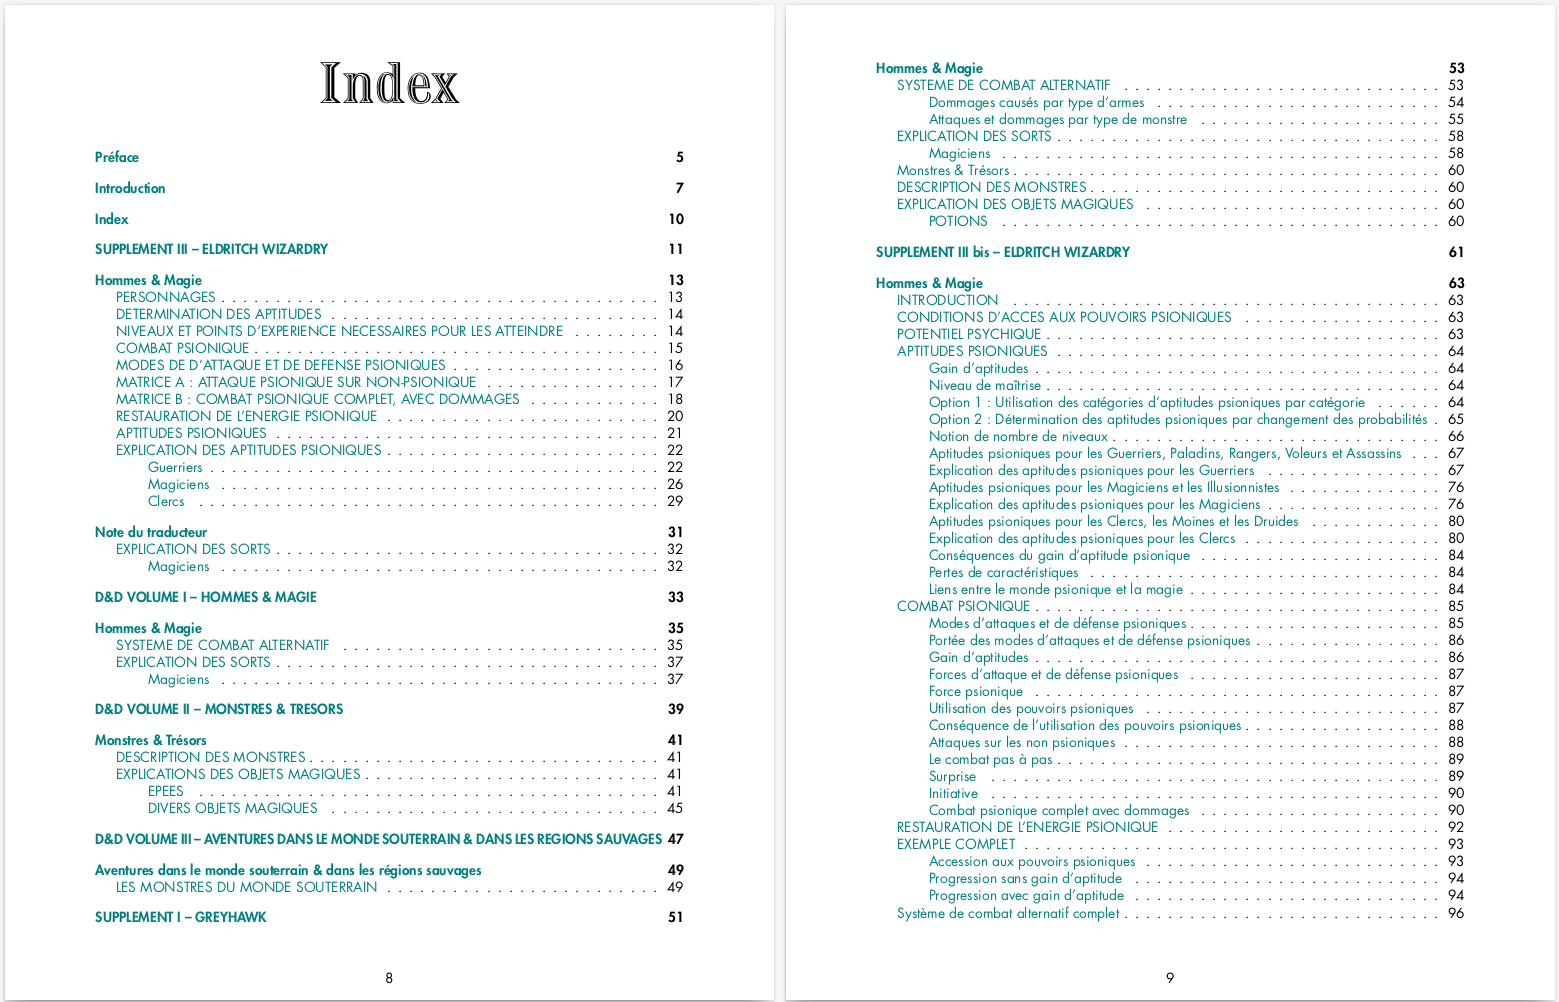 Index
Préface 5
Introduction 7
Index 10
SUPPLEMENT III – ELDRITCH WIZARDRY 11
Hommes & Magie 13
PERSONNAGES 13
DETERMINATION DES APTITUDES 14
NIVEAUX ET POINTS D'EXPERIENCE NECESSAIRES POUR LES ATTEINDRE 14
COMBAT PSIONIQUE 15
MODES DE D'ATTAQUE ET DE DEFENSE PSIONIQUES 16
MATRICE A : ATTAQUE PSIONIQUE SUR NON-PSIONIQUE 17
MATRICE B : COMBAT PSIONIQUE COMPLET, AVEC DOMMAGES 18
RESTAURATION DE L'ENERGIE PSIONIQUE 20
APTITUDES PSIONIQUES 21
EXPLICATION DES APTITUDES PSIONIQUES 22
Guerriers 22
Magiciens 26
Clercs 29
Note du traducteur 31
EXPLICATION DES SORTS 32
Magiciens 32
D&D VOLUME I – HOMMES & MAGIE 33
Hommes & Magie 35
SYSTEME DE COMBAT ALTERNATIF 35
EXPLICATION DES SORTS 37
Magiciens 37
D&D VOLUME II – MONSTRES & TRESORS 39
Monstres & Trésors 41
DESCRIPTION DES MONSTRES 41
EXPLICATIONS DES OBJETS MAGIQUES 41
EPEES 41
DIVERS OBJETS MAGIQUES 45
D&D VOLUME III – AVENTURES DANS LE MONDE SOUTERRAIN & DANS LES REGIONS SAUVAGES 47
Aventures dans le monde souterrain & dans les régions sauvages 49
LES MONSTRES DU MONDE SOUTERRAIN 49
SUPPLEMENT I – GREYHAWK 51
8
Hommes & Magie 53
SYSTEME DE COMBAT ALTERNATIF 53
Dommages causés par type d'armes 54
Attaques et dommages par type de monstre 55
EXPLICATION DES SORTS 58
Magiciens 58
Monstres & Trésors 60
DESCRIPTION DES MONSTRES 60
EXPLICATION DES OBJETS MAGIQUES 60
POTIONS 60
SUPPLEMENT III bis – ELDRITCH WIZARDRY 61
Hommes & Magie 63
INTRODUCTION 63
CONDITIONS D'ACCES AUX POUVOIRS PSIONIQUES 63
POTENTIEL PSYCHIQUE 63
APTITUDES PSIONIQUES 64
Gain d'aptitudes 64
Niveau de maîtrise 64
Option 1 : Utilisation des catégories d'aptitudes psioniques par catégorie 64
Option 2 : Détermination des aptitudes psioniques par changement des probabilités 65
Notion de nombre de niveaux 66
Aptitudes psioniques pour les Guerriers, Paladins, Rangers, Voleurs et Assassins 67
Explication des aptitudes psioniques pour les Guerriers 67
Aptitudes psioniques pour les Magiciens et les Illusionnistes 76
Explication des aptitudes psioniques pour les Magiciens 76
Aptitudes psioniques pour les Clercs, les Moines et les Druides 80
Explication des aptitudes psioniques pour les Clercs 80
Conséquences du gain d'aptitude psionique 84
Pertes de caractéristiques 84
Liens entre le monde psionique et la magie 84
COMBAT PSIONIQUE 85
Modes d'attaques et de défense psioniques 85
Portée des modes d'attaques et de défense psioniques 86
Gain d'aptitudes 86
Forces d'attaque et de défense psioniques 87
Force psionique 87
Utilisation des pouvoirs psioniques 87
Conséquence de l'utilisation des pouvoirs psioniques 88
Attaques sur les non psioniques 88
Le combat pas à pas 89
Surprise 89
Initiative 90
Combat psionique complet avec dommages 90
RESTAURATION DE L'ENERGIE PSIONIQUE 92
EXEMPLE COMPLET 93
Accession aux pouvoirs psioniques 93
Progression sans gain d'aptitude 94
Progression avec gain d'aptitude 94
Système de combat alternatif complet 96
9